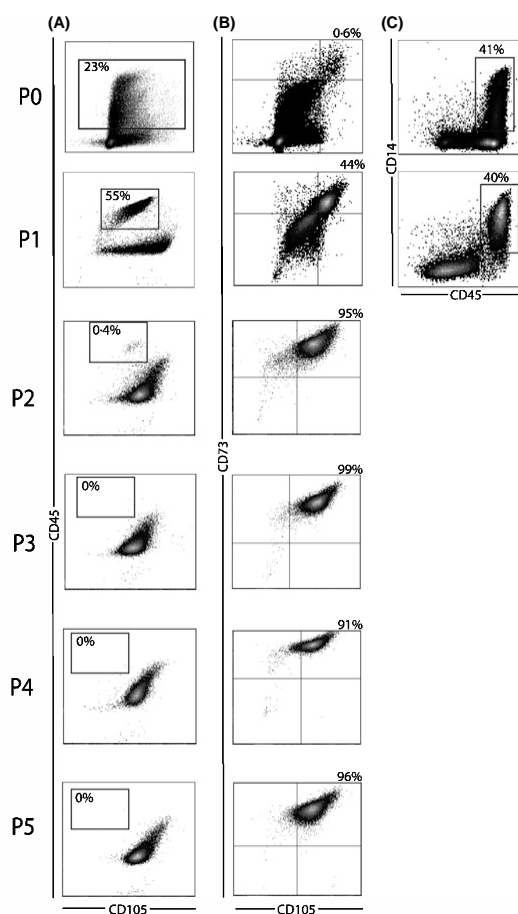 (A) (B) (C)
P0 23% 0·6% 41%
CD14
P1 55% 44% 40%
CD45
P2 0·4% 95%
CD45 CD73
P3 0% 99%
P4 0% 91%
P5 0% 96%
CD105 CD105